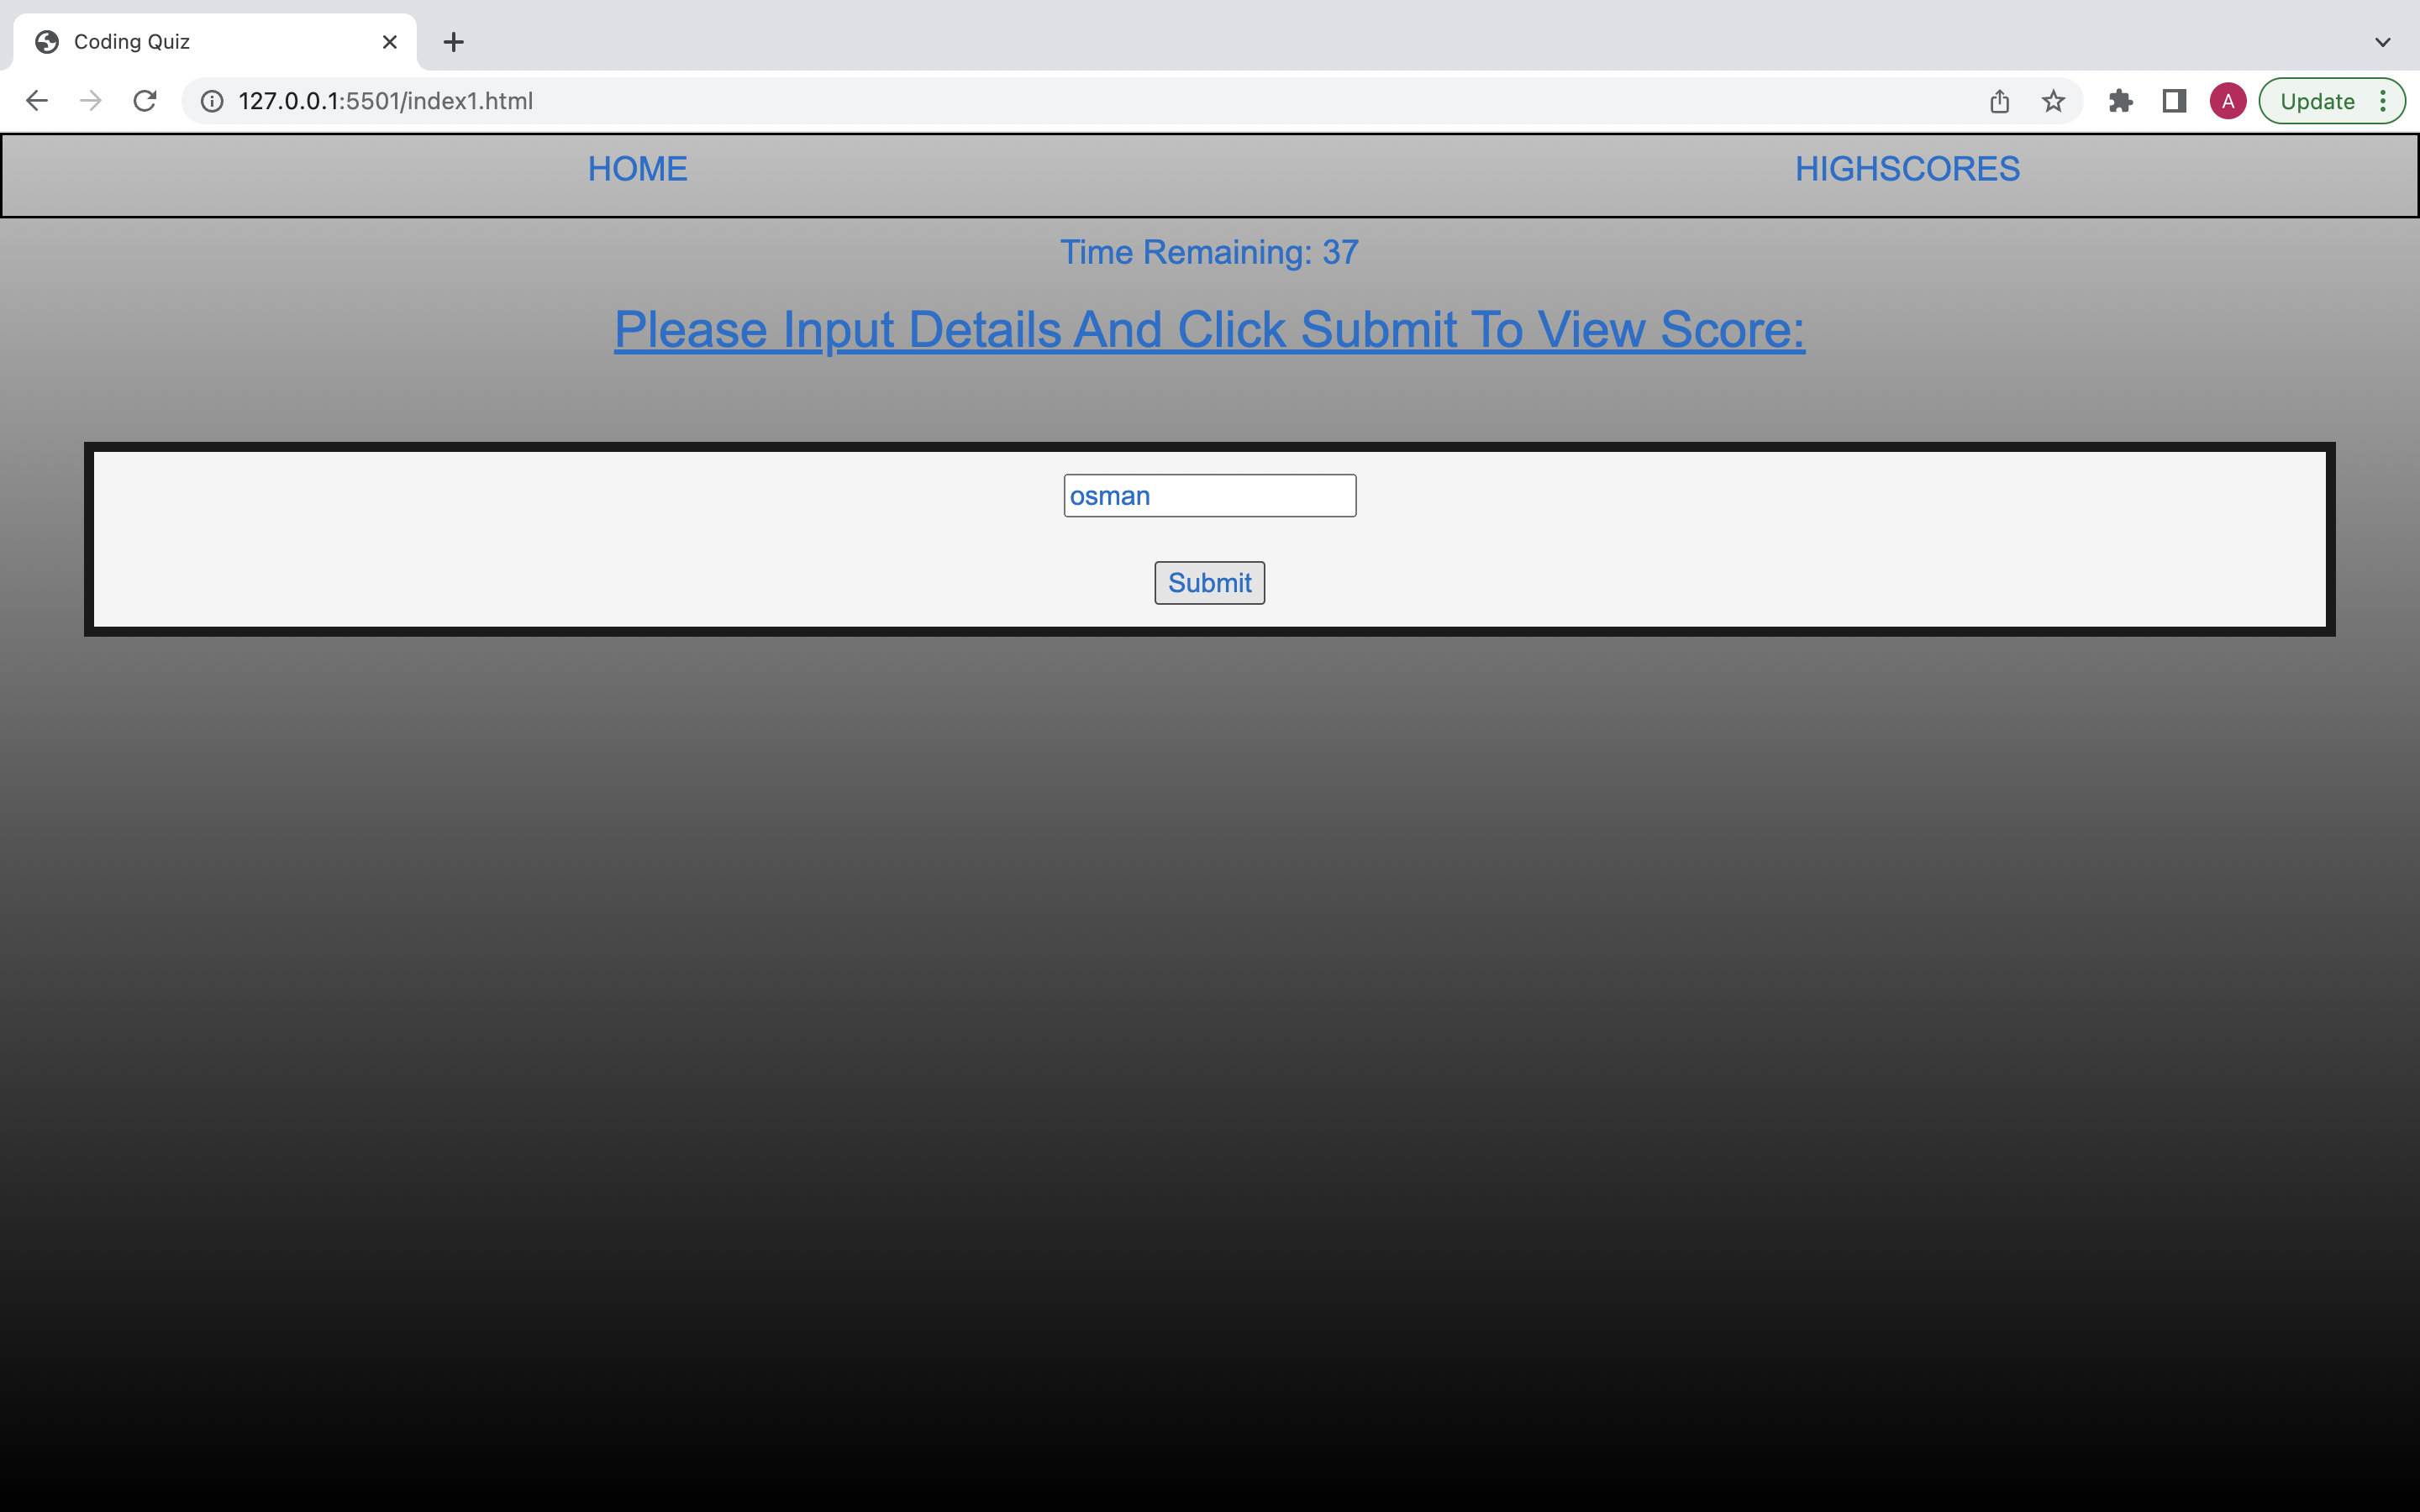 Coding Quiz
127.0.0.1:5501/index1.html
A
Update
HOME
HIGHSCORES
Time Remaining: 37
Please Input Details And Click Submit To View Score:
osman
Submit